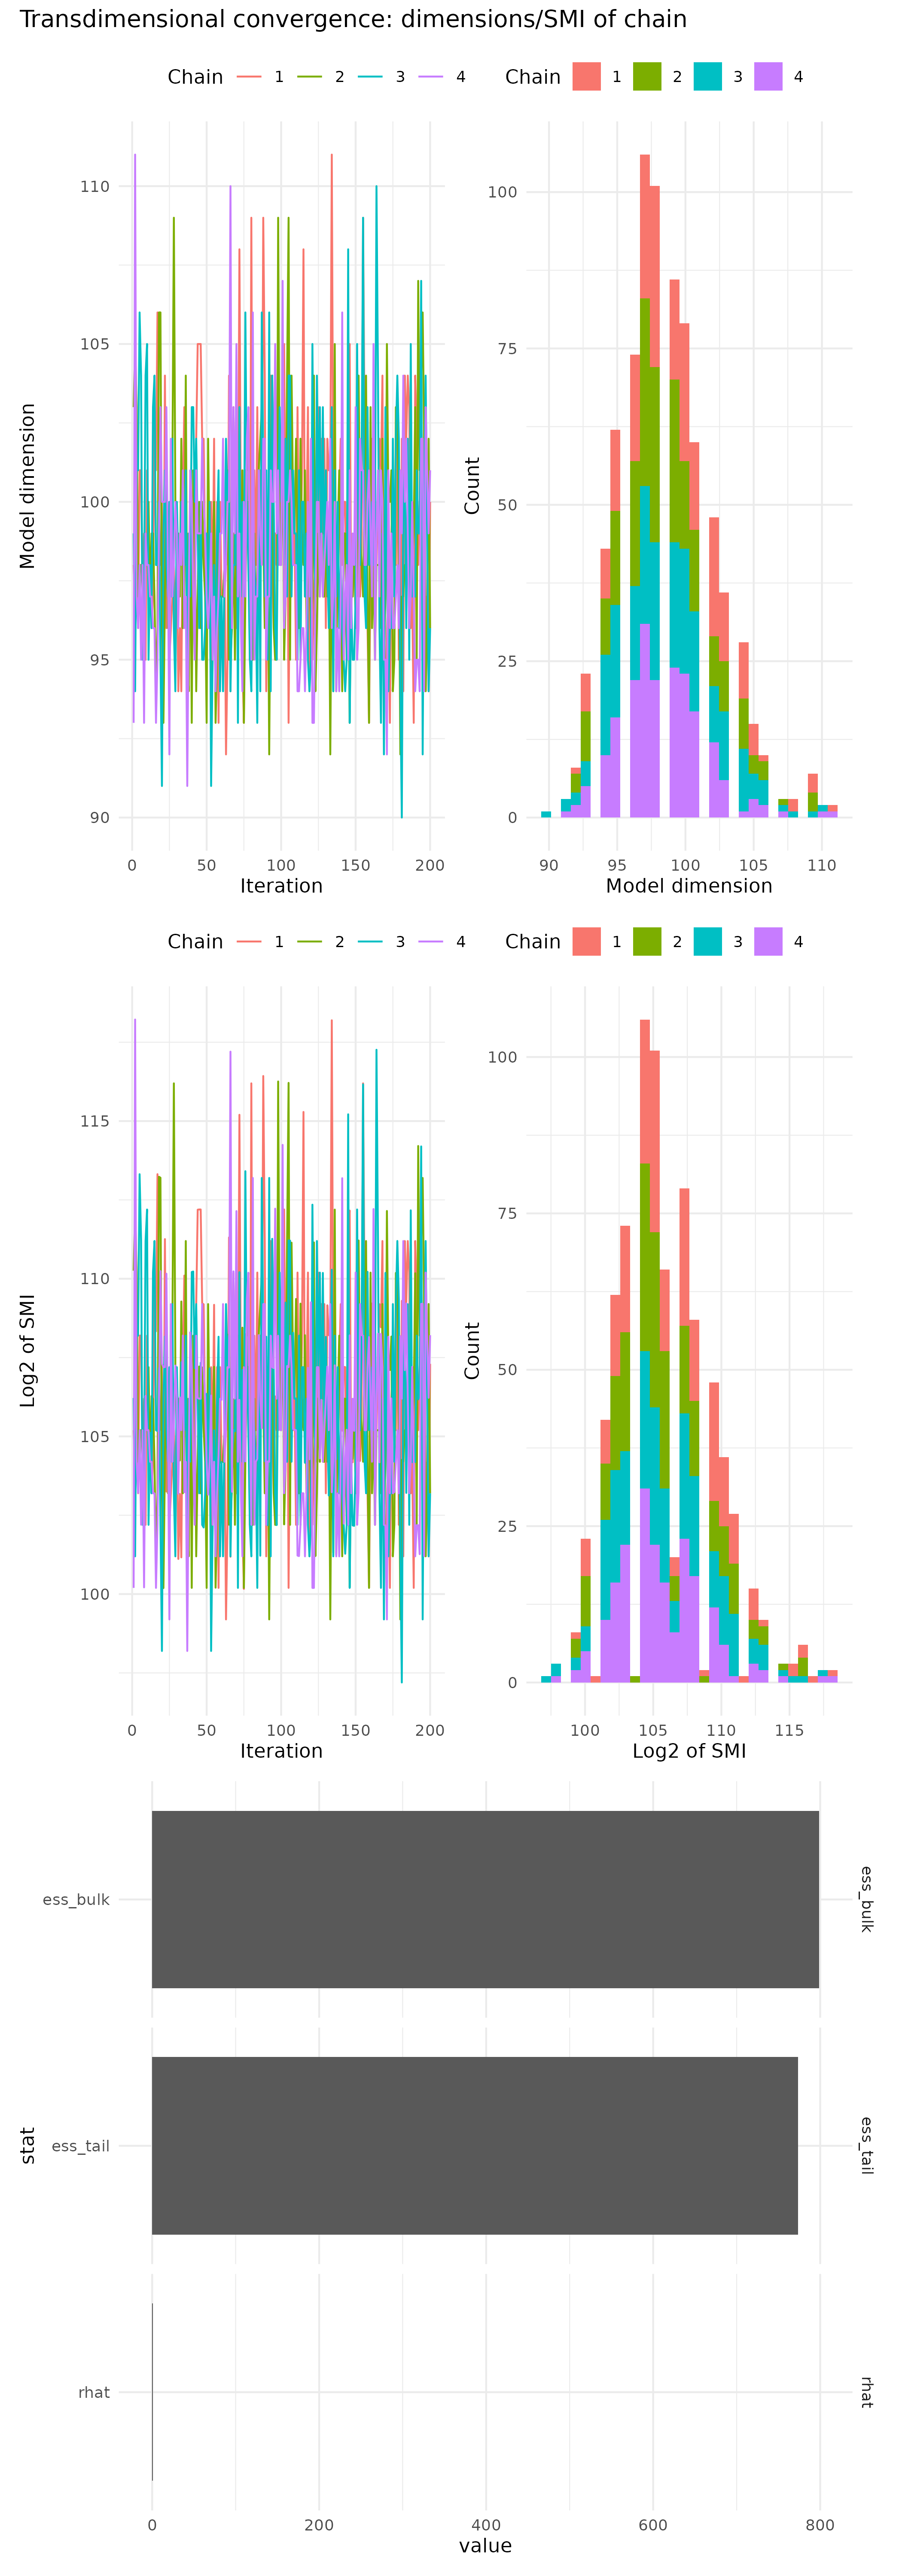 Transdimensional convergence: dimensions/SMI of chain
Chain 1 2 3 4
Chain 1 2 3 4
Model dimension
110
105
100
95
90
0 50 100 150 200
Iteration
Count
100
75
50
25
0
90 95 100 105 110
Model dimension
Chain 1 2 3 4
Chain 1 2 3 4
Log2 of SMI
115
110
105
100
0 50 100 150 200
Iteration
Count
100
75
50
25
0
100 105 110 115
Log2 of SMI
stat
ess_bulk
ess_bulk
ess_tail
ess_tail
rhat
rhat
0 200 400 600 800
value